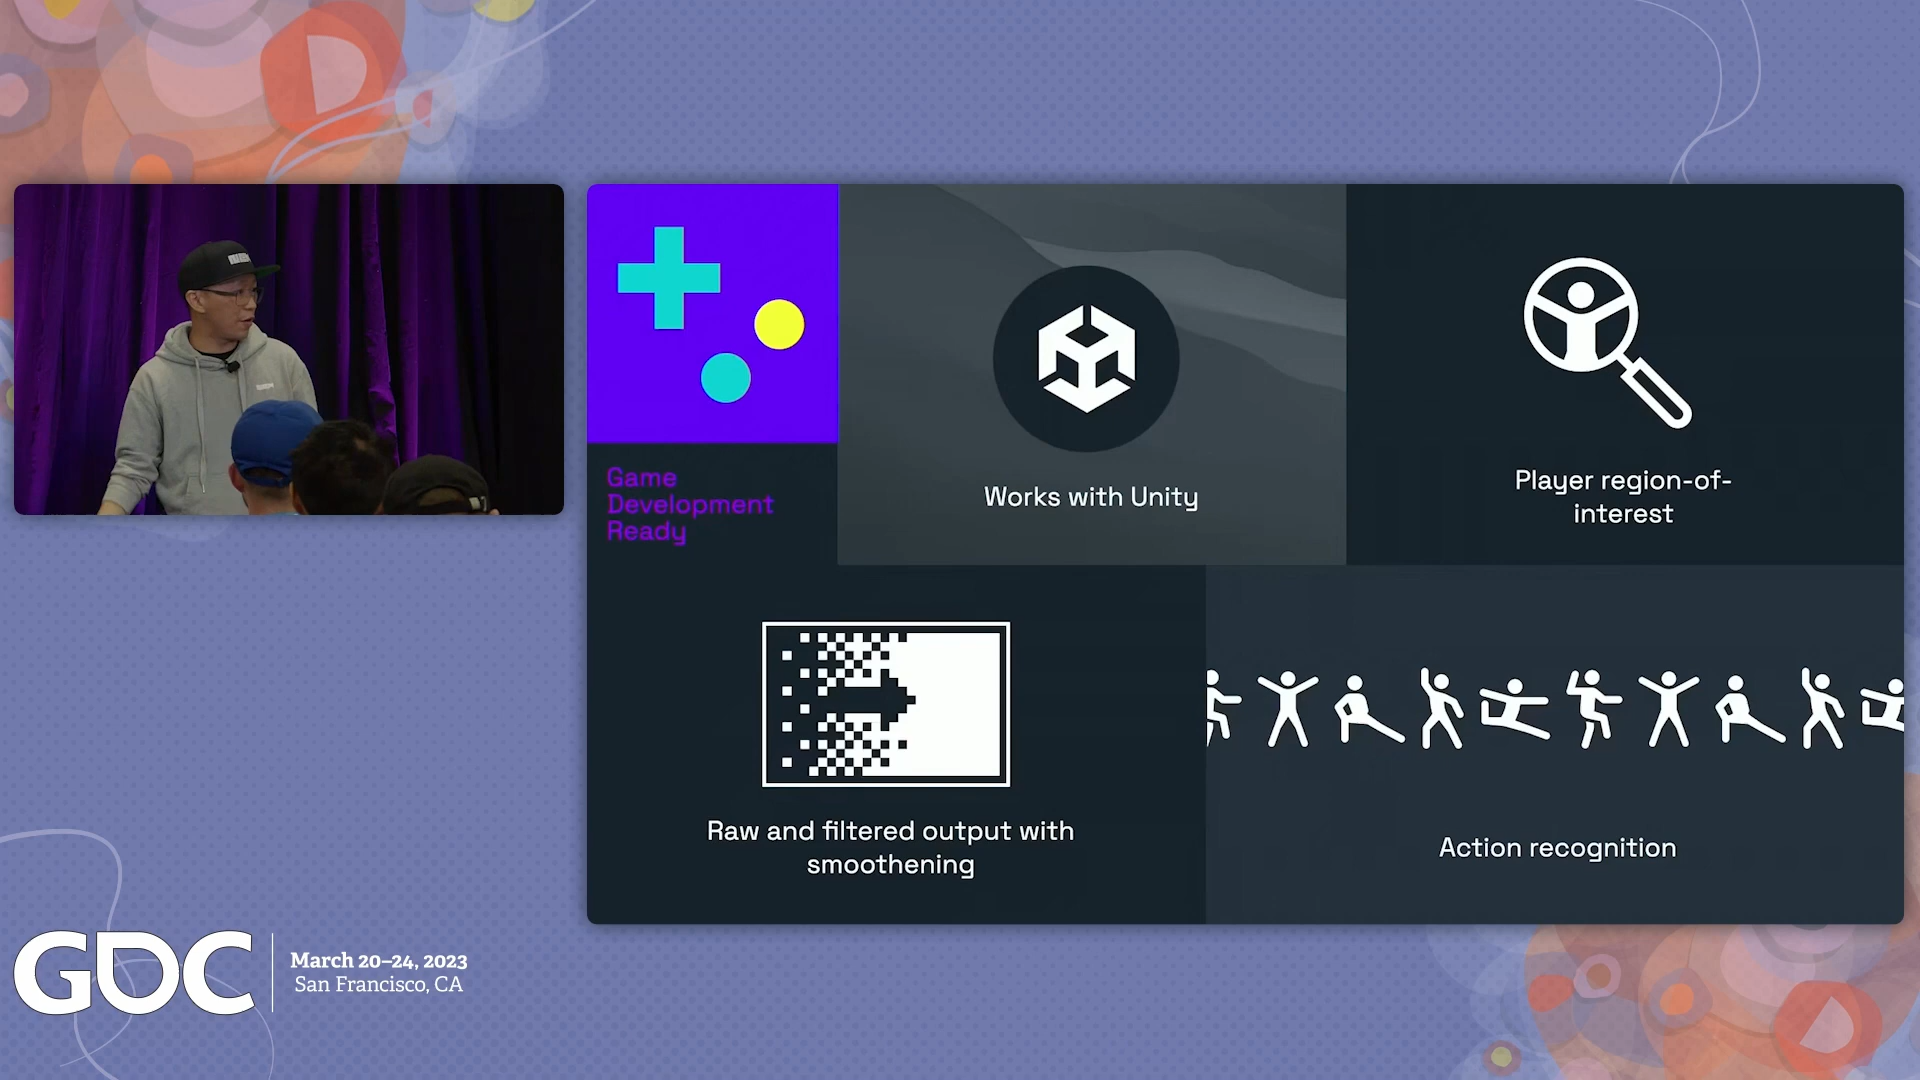 Game
Development
Ready
Works with Unity
Player region-of-
interest
Raw and filtered output with
smoothening
Action recognition
GDC
March 20–24, 2023
San Francisco, CA